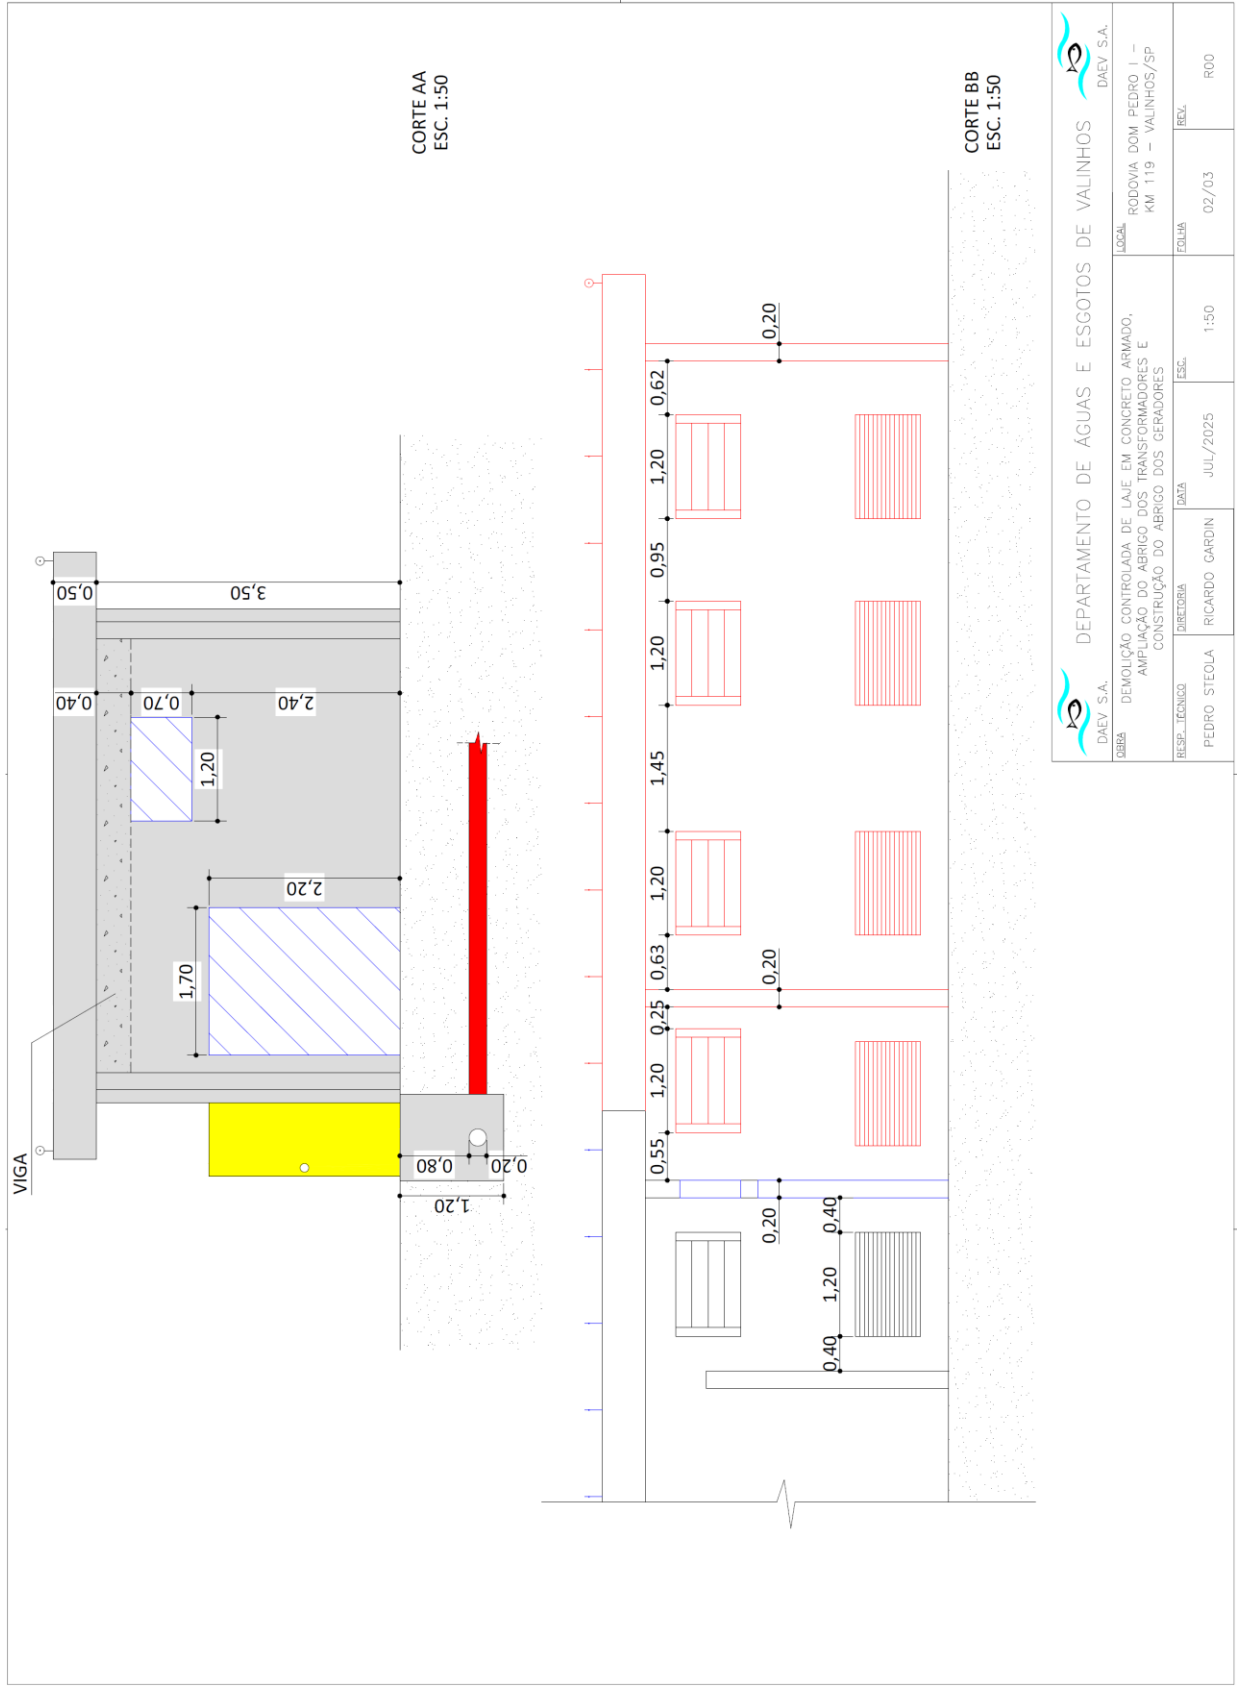 VIGA
0,50
3,50
0,40
0,70
2,40
1,20
2,20
1,70
0,80
0,20
1,20
CORTE AA
ESC. 1:50
0,55
1,20
0,25
0,63
1,20
1,45
1,20
0,95
1,20
0,62
0,20
0,20
0,20
0,40
1,20
0,40
CORTE BB
ESC. 1:50
DAEV S.A.
DEPARTAMENTO DE ÁGUAS E ESGOTOS DE VALINHOS
DAEV S.A.
OBRA
DEMOLIÇÃO CONTROLADA DE LAJE EM CONCRETO ARMADO,
AMPLIAÇÃO DO ABRIGO DOS TRANSFORMADORES E
CONSTRUÇÃO DO ABRIGO DOS GERADORES
LOCAL
RODOVIA DOM PEDRO I –
KM 119 – VALINHOS/SP
RESP. TÉCNICO
PEDRO STEOLA
DIRETORIA
RICARDO GARDIN
DATA
JUL/2025
ESC.
1:50
FOLHA
02/03
REV.
R00